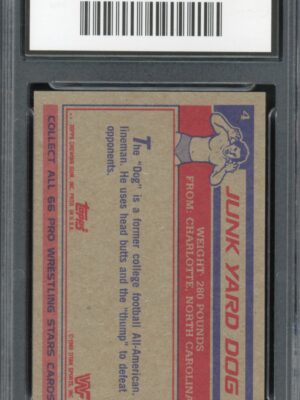 4
JUNK YARD DOG
WEIGHT: 280 POUNDS
FROM: CHARLOTTE, NORTH CAROLINA
The "Dog" is a former college football All-American
lineman. He uses head butts and the "thump" to defeat
opponents.
Topps
COLLECT ALL 66 PRO WRESTLING STARS CARDS